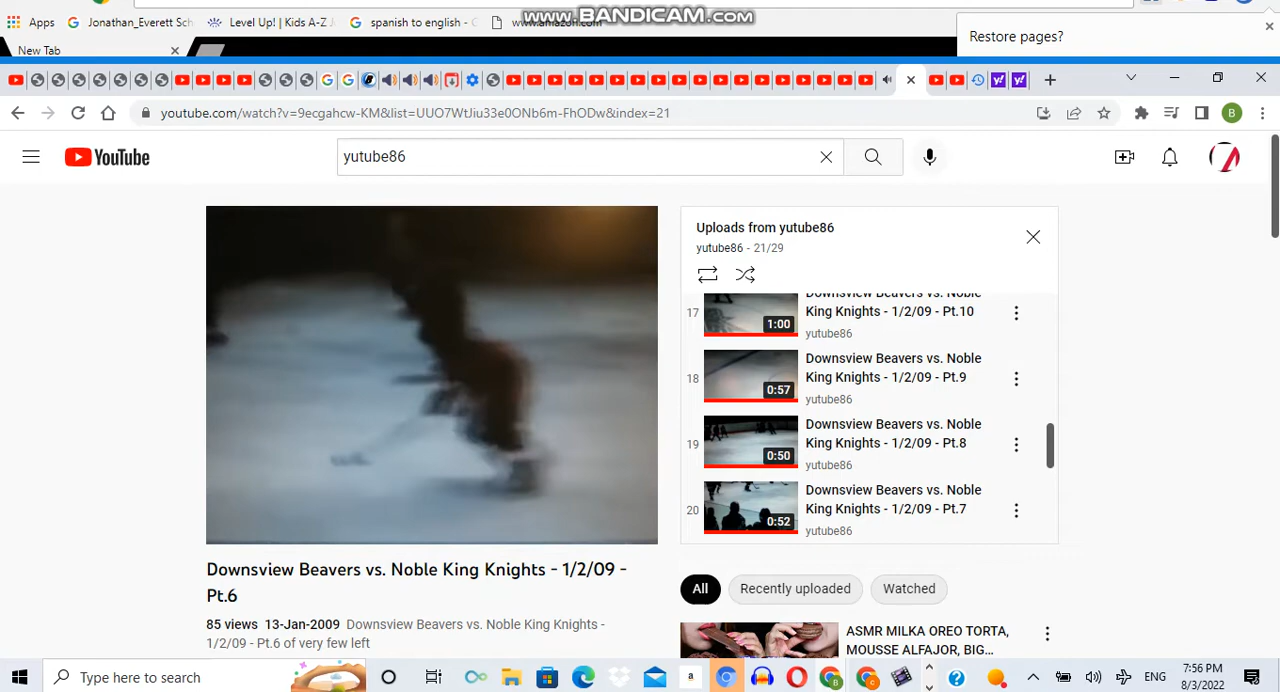 www.BANDICAM.com
Apps
Jonathan_Everett Sch
Level Up! | Kids A-Z
spanish to english -
www.amazon.com
Restore pages?
New Tab
youtube.com/watch?v=9ecgahcw-KM&list=UUO7WtJiu33e0ONb6m-FhODw&index=21
B
YouTube
yutube86
Uploads from yutube86
yutube86 - 21/29
17
1:00
Downsview Beavers vs. Noble
King Knights - 1/2/09 - Pt.10
yutube86
18
0:57
Downsview Beavers vs. Noble
King Knights - 1/2/09 - Pt.9
yutube86
19
0:50
Downsview Beavers vs. Noble
King Knights - 1/2/09 - Pt.8
yutube86
20
0:52
Downsview Beavers vs. Noble
King Knights - 1/2/09 - Pt.7
yutube86
Downsview Beavers vs. Noble King Knights - 1/2/09 -
Pt.6
85 views 13-Jan-2009 Downsview Beavers vs. Noble King Knights -
1/2/09 - Pt.6 of very few left
All
Recently uploaded
Watched
ASMR MILKA OREO TORTA,
MOUSSE ALFAJOR, BIG...
Type here to search
ENG
7:56 PM
8/3/2022